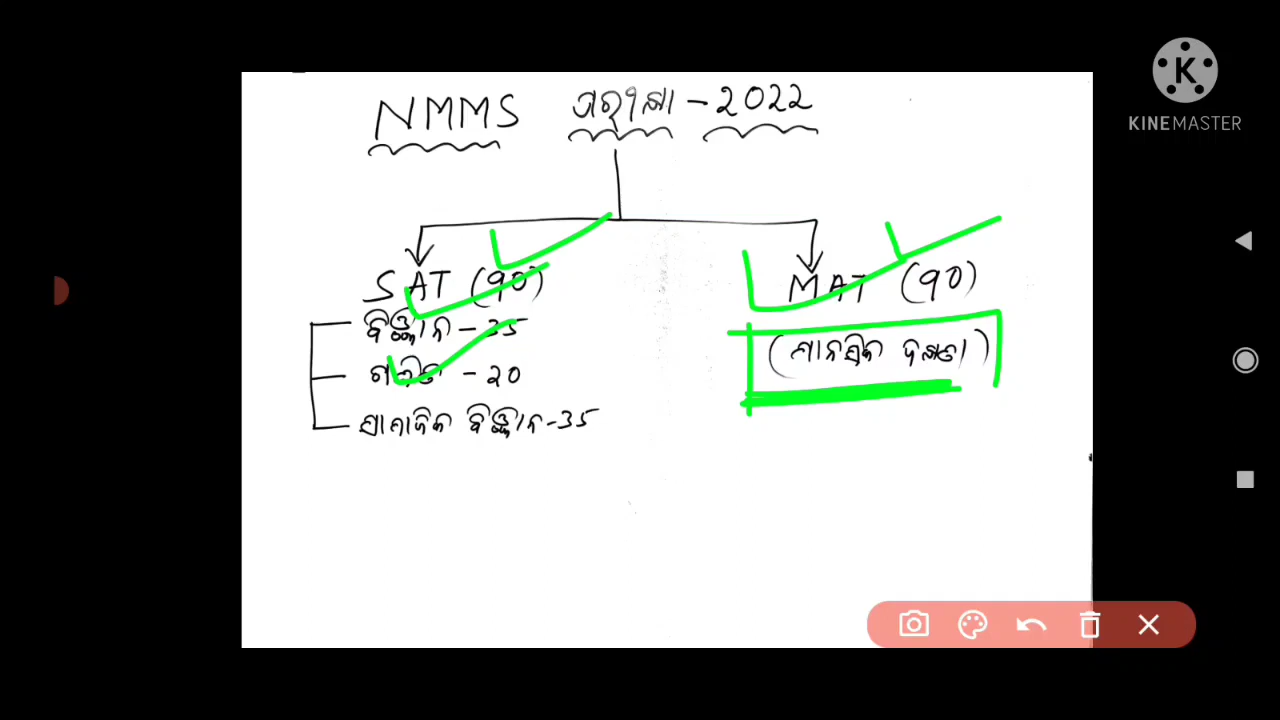 NMMS ପରୀକ୍ଷା - 2022
SAT (90)
ବିଜ୍ଞାନ - 35
ଗଣିତ - 20
ସାମାଜିକ ବିଜ୍ଞାନ - 35
MAT (90)
(ମାନସିକ ଦକ୍ଷତା)
KINEMASTER